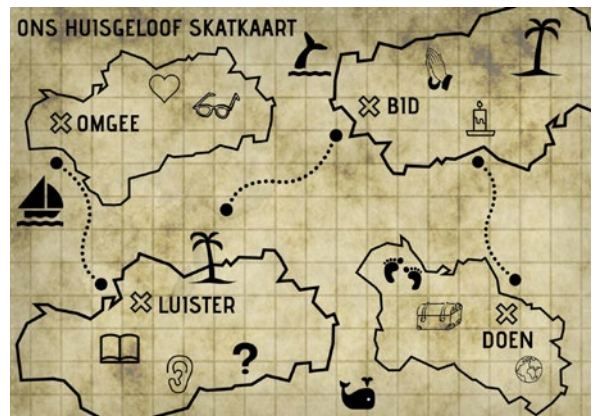 ONS HUISGELOOF SKATKAART
OMGEE
BID
LUISTER
?
DOEN